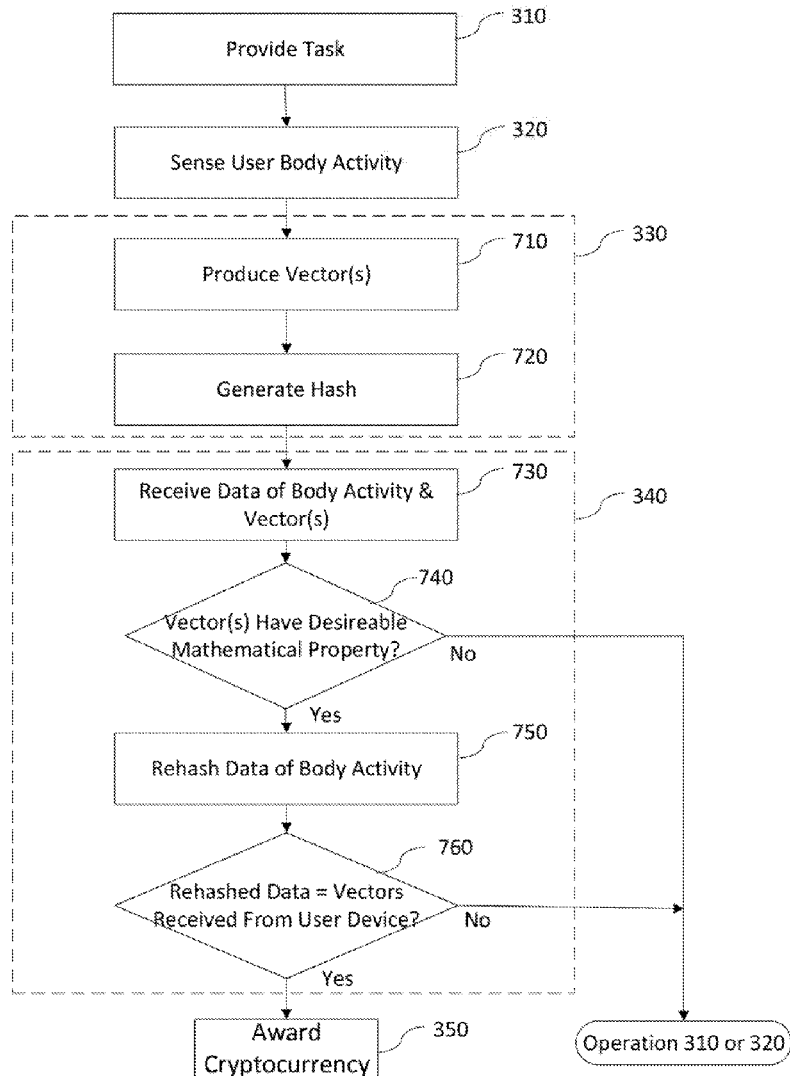 310
Provide Task
320
Sense User Body Activity
330
710
Produce Vector(s)
720
Generate Hash
730
Receive Data of Body Activity &
Vector(s)
340
740
Vector(s) Have Desireable
Mathematical Property?
No
Yes
750
Rehash Data of Body Activity
760
Rehashed Data = Vectors
Received From User Device?
No
Yes
350
Award
Cryptocurrency
Operation 310 or 320